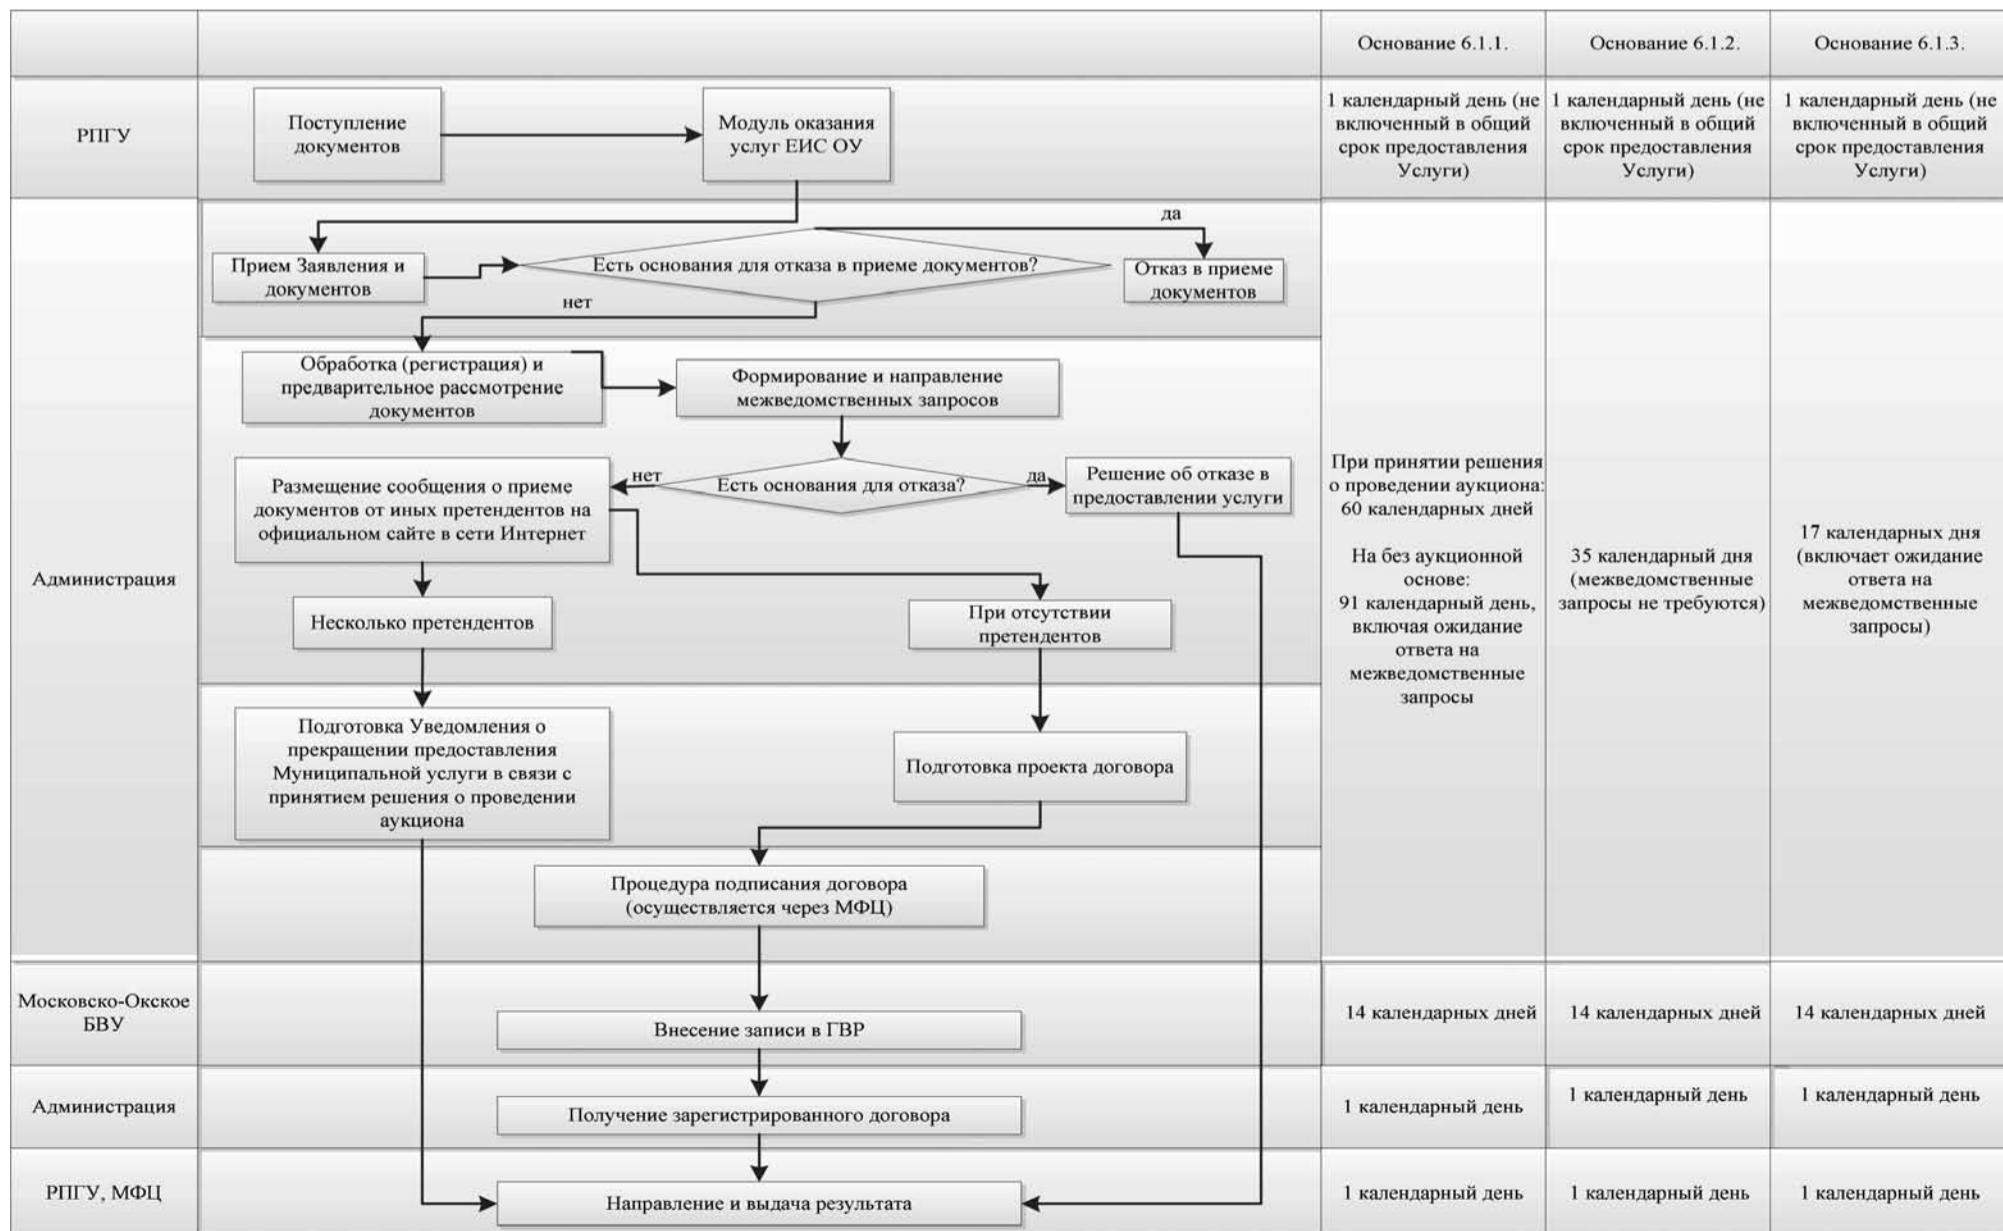 Основание 6.1.1.
Основание 6.1.2.
Основание 6.1.3.
РПГУ
Поступление
документов
Модуль оказания
услуг ЕИС ОУ
1 календарный день (не
включенный в общий
срок предоставления
Услуги)
1 календарный день (не
включенный в общий
срок предоставления
Услуги)
1 календарный день (не
включенный в общий
срок предоставления
Услуги)
Администрация
Прием Заявления и
документов
Есть основания для отказа в приеме документов?
да
Отказ в приеме
документов
нет
Обработка (регистрация) и
предварительное рассмотрение
документов
Формирование и направление
межведомственных запросов
Есть основания для отказа?
нет
да
Решение об отказе в
предоставлении услуги
Размещение сообщения о приеме
документов от иных претендентов на
официальном сайте в сети Интернет
Несколько претендентов
При отсутствии
претендентов
Подготовка Уведомления о
прекращении предоставления
Муниципальной услуги в связи с
принятием решения о проведении
аукциона
Подготовка проекта договора
Процедура подписания договора
(осуществляется через МФЦ)
При принятии решения
о проведении аукциона:
60 календарных дней
На без аукционной
основе:
91 календарный день,
включая ожидание
ответа на
межведомственные
запросы
35 календарный дня
(межведомственные
запросы не требуются)
17 календарных дня
(включает ожидание
ответа на
межведомственные
запросы)
Московско-Окское
БВУ
Внесение записи в ГВР
14 календарных дней
14 календарных дней
14 календарных дней
Администрация
Получение зарегистрированного договора
1 календарный день
1 календарный день
1 календарный день
РПГУ, МФЦ
Направление и выдача результата
1 календарный день
1 календарный день
1 календарный день